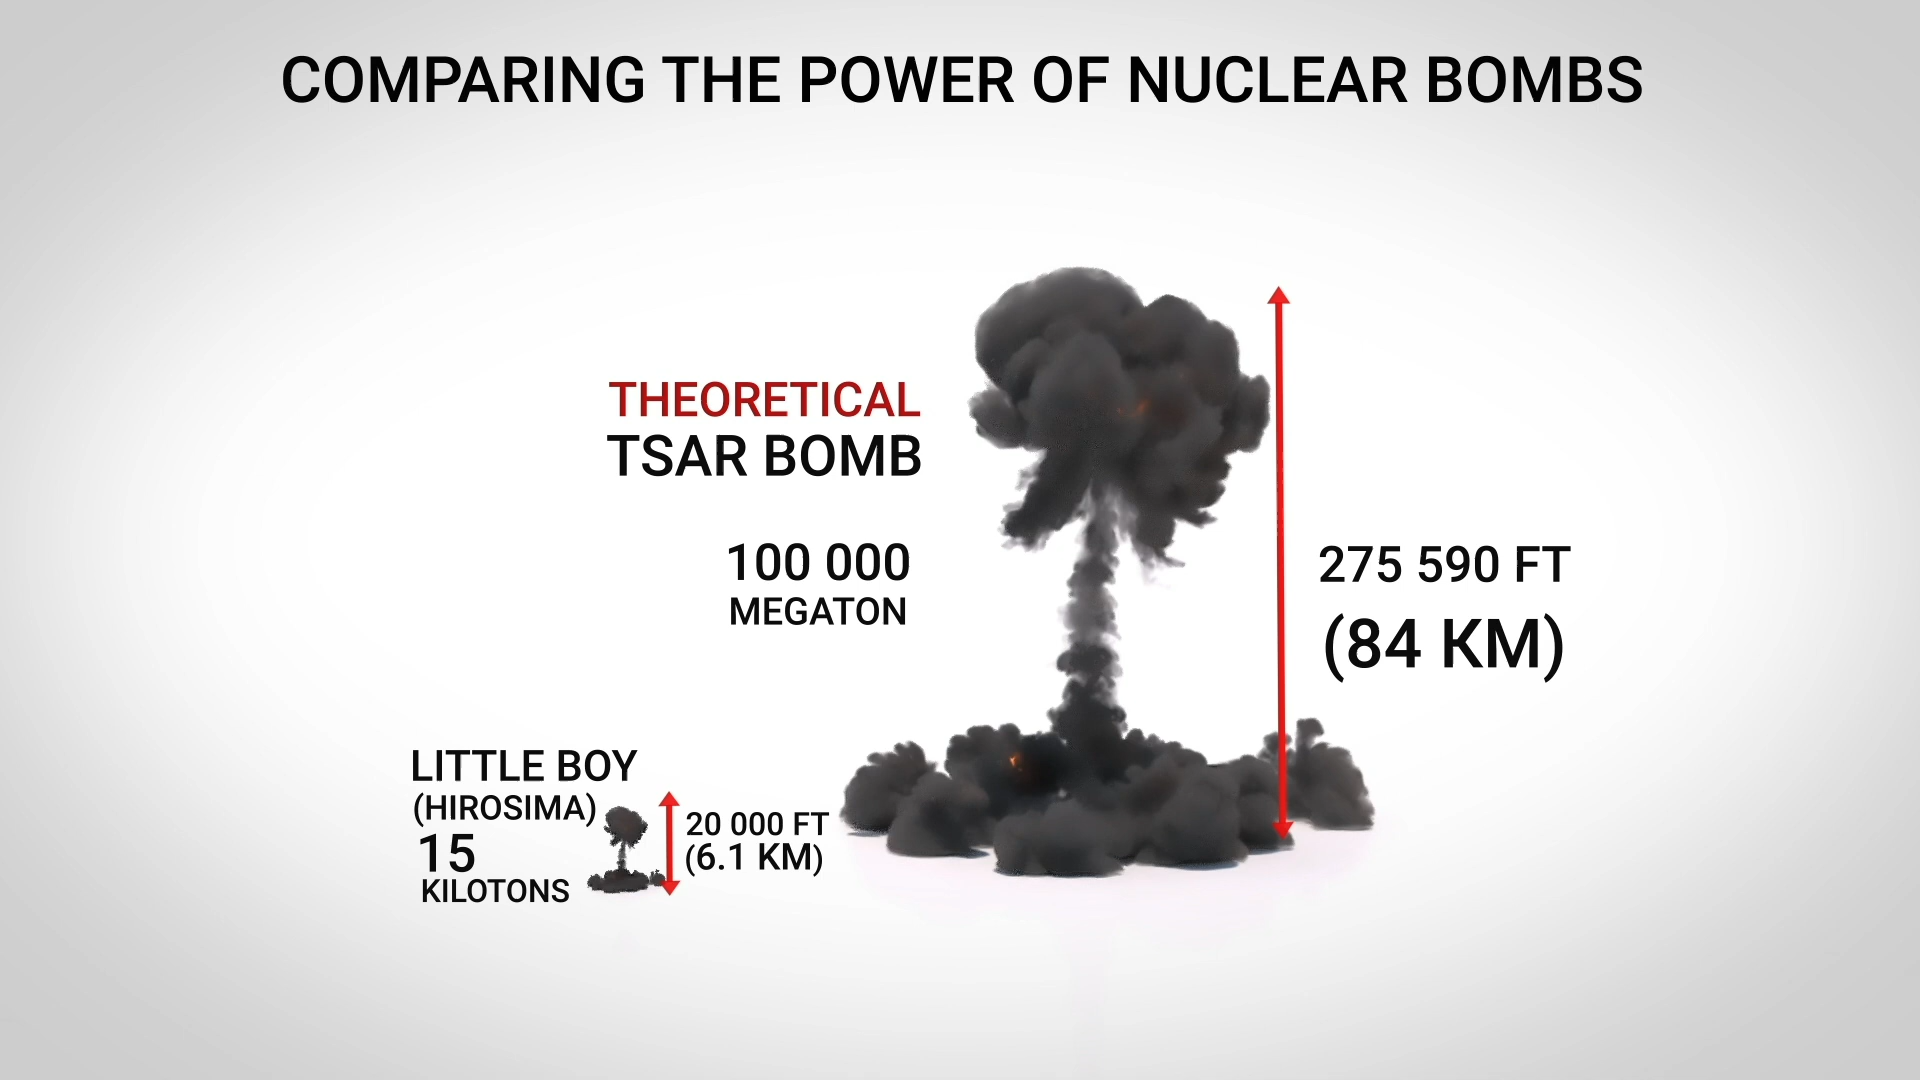 COMPARING THE POWER OF NUCLEAR BOMBS
THEORETICAL
TSAR BOMB
100 000
MEGATON
275 590 FT
(84 KM)
LITTLE BOY
(HIROSIMA)
15
KILOTONS
20 000 FT
(6.1 KM)